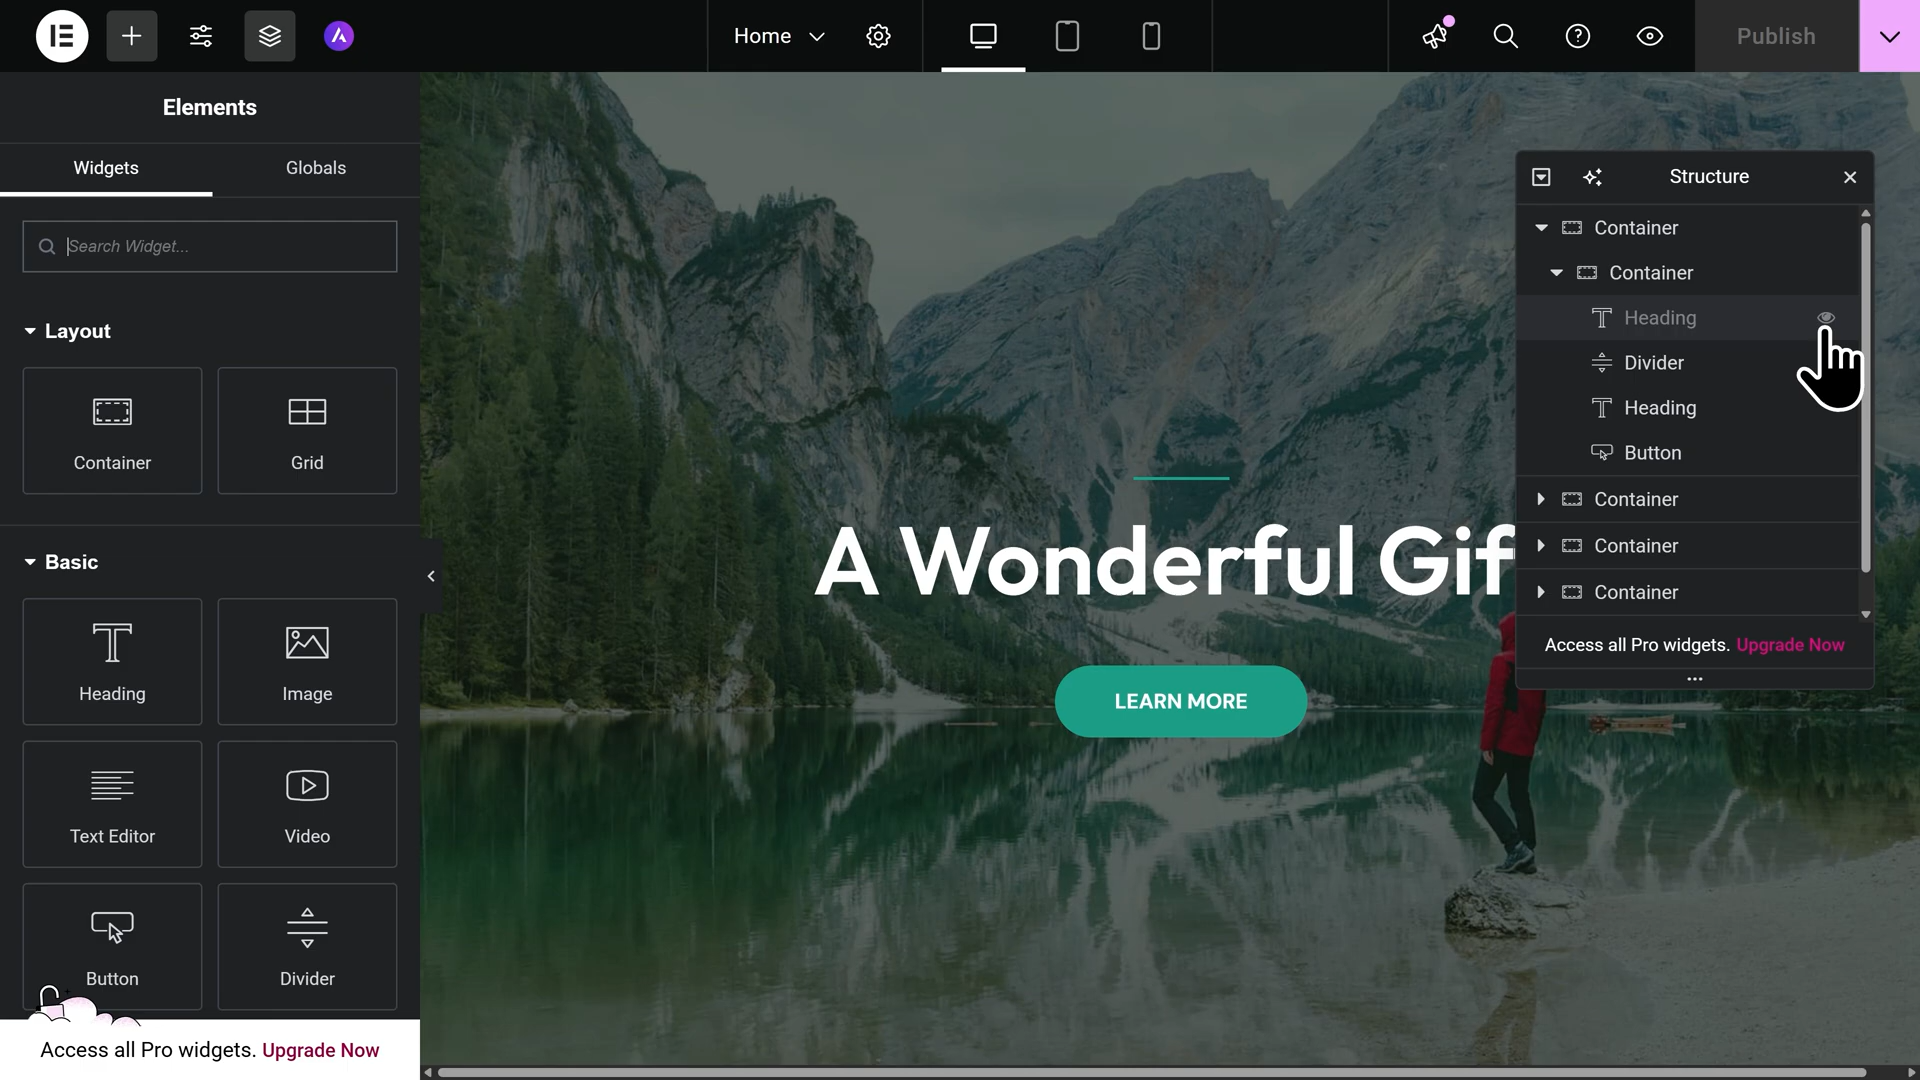 Home
Publish
Elements
Widgets
Globals
Search Widget...
Layout
Container
Grid
Basic
Heading
Image
Text Editor
Video
Button
Divider
Access all Pro widgets. Upgrade Now
A Wonderful Gif
LEARN MORE
Structure
Container
Container
Heading
Divider
Heading
Button
Container
Container
Container
Access all Pro widgets. Upgrade Now